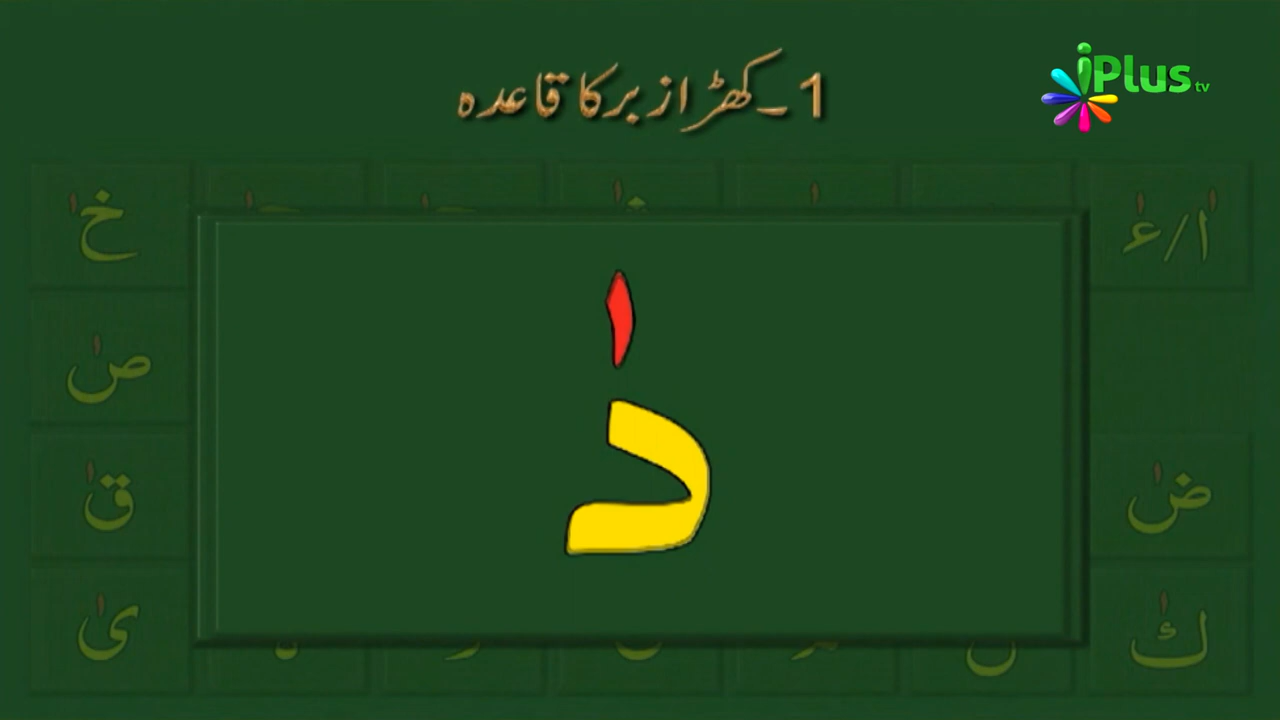 1۔کھڑا زبر کا قاعدہ
iPlus tv
خٰ اٰ/ءٰ
دٰ
صٰ
قٰ ضٰ
یٰ كٰ